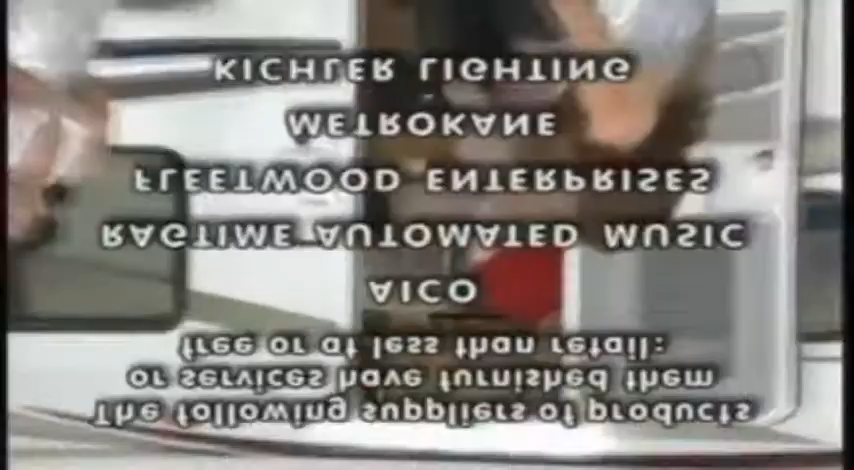 The following suppliers of products
or services have furnished them
free or at less than retail:
AICO
RAGTIME AUTOMATED MUSIC
FLEETWOOD ENTERPRISES
METROKANE
KICHLER LIGHTING